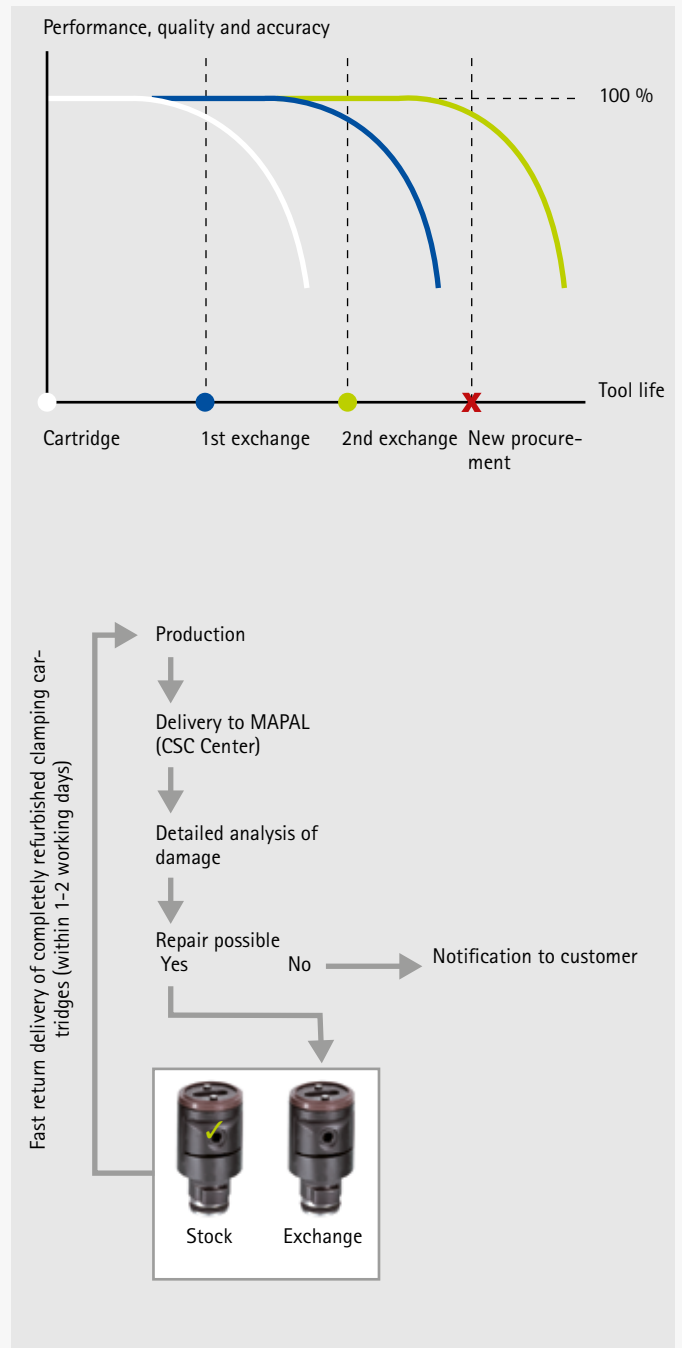 Performance, quality and accuracy
100 %
Tool life
Cartridge
1st exchange
2nd exchange
New procure-
ment
Production
Delivery to MAPAL
(CSC Center)
Detailed analysis of
damage
Repair possible
Yes
No
Notification to customer
Fast return delivery of completely refurbished clamping car-
tridges (within 1-2 working days)
Stock
Exchange